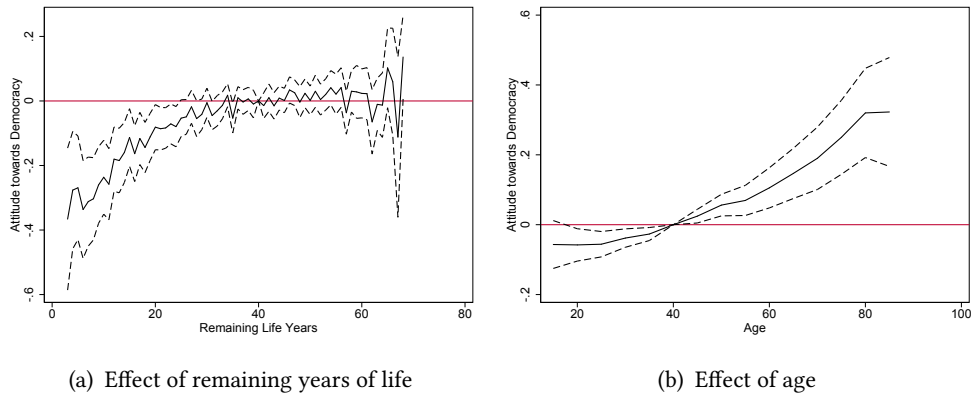 Attitude towards Democracy
.2
0
-.2
-.4
-.6
0 20 40 60 80
Remaining Life Years
(a) Effect of remaining years of life
Attitude towards Democracy
.6
.4
.2
0
-.2
20 40 60 80 100
Age
(b) Effect of age